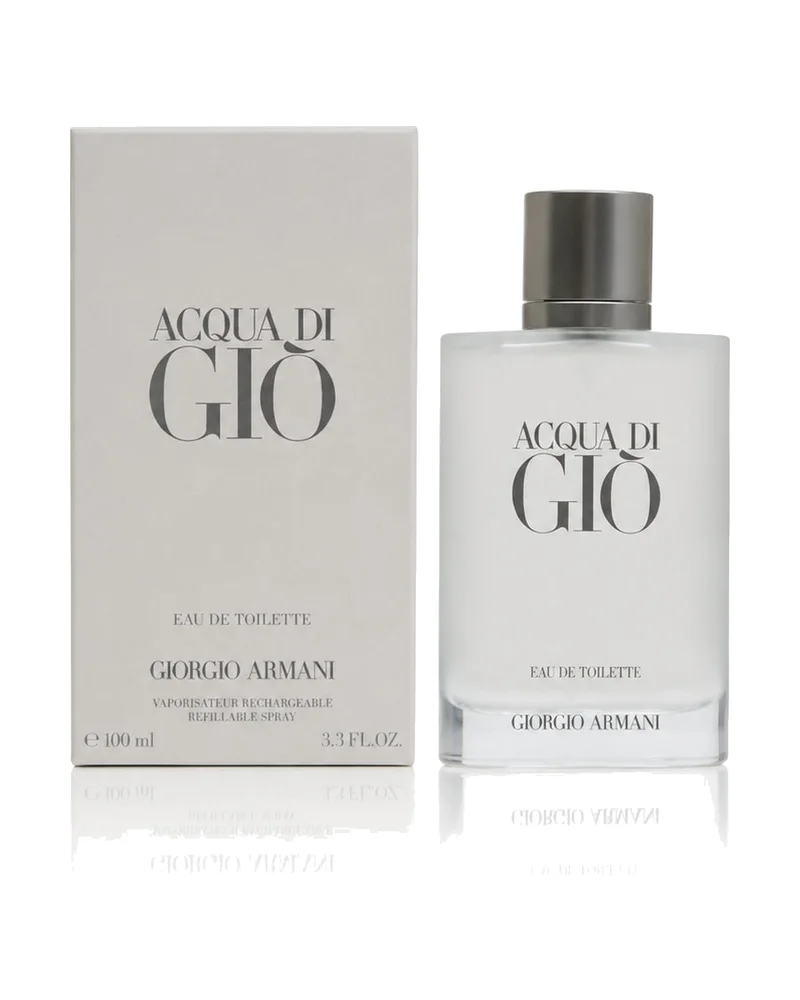 ACQUA DI
GIÒ
EAU DE TOILETTE
GIORGIO ARMANI
VAPORISATEUR RECHARGEABLE
REFILLABLE SPRAY
℮ 100 ml 3.3 FL.OZ.
ACQUA DI
GIÒ
EAU DE TOILETTE
GIORGIO ARMANI